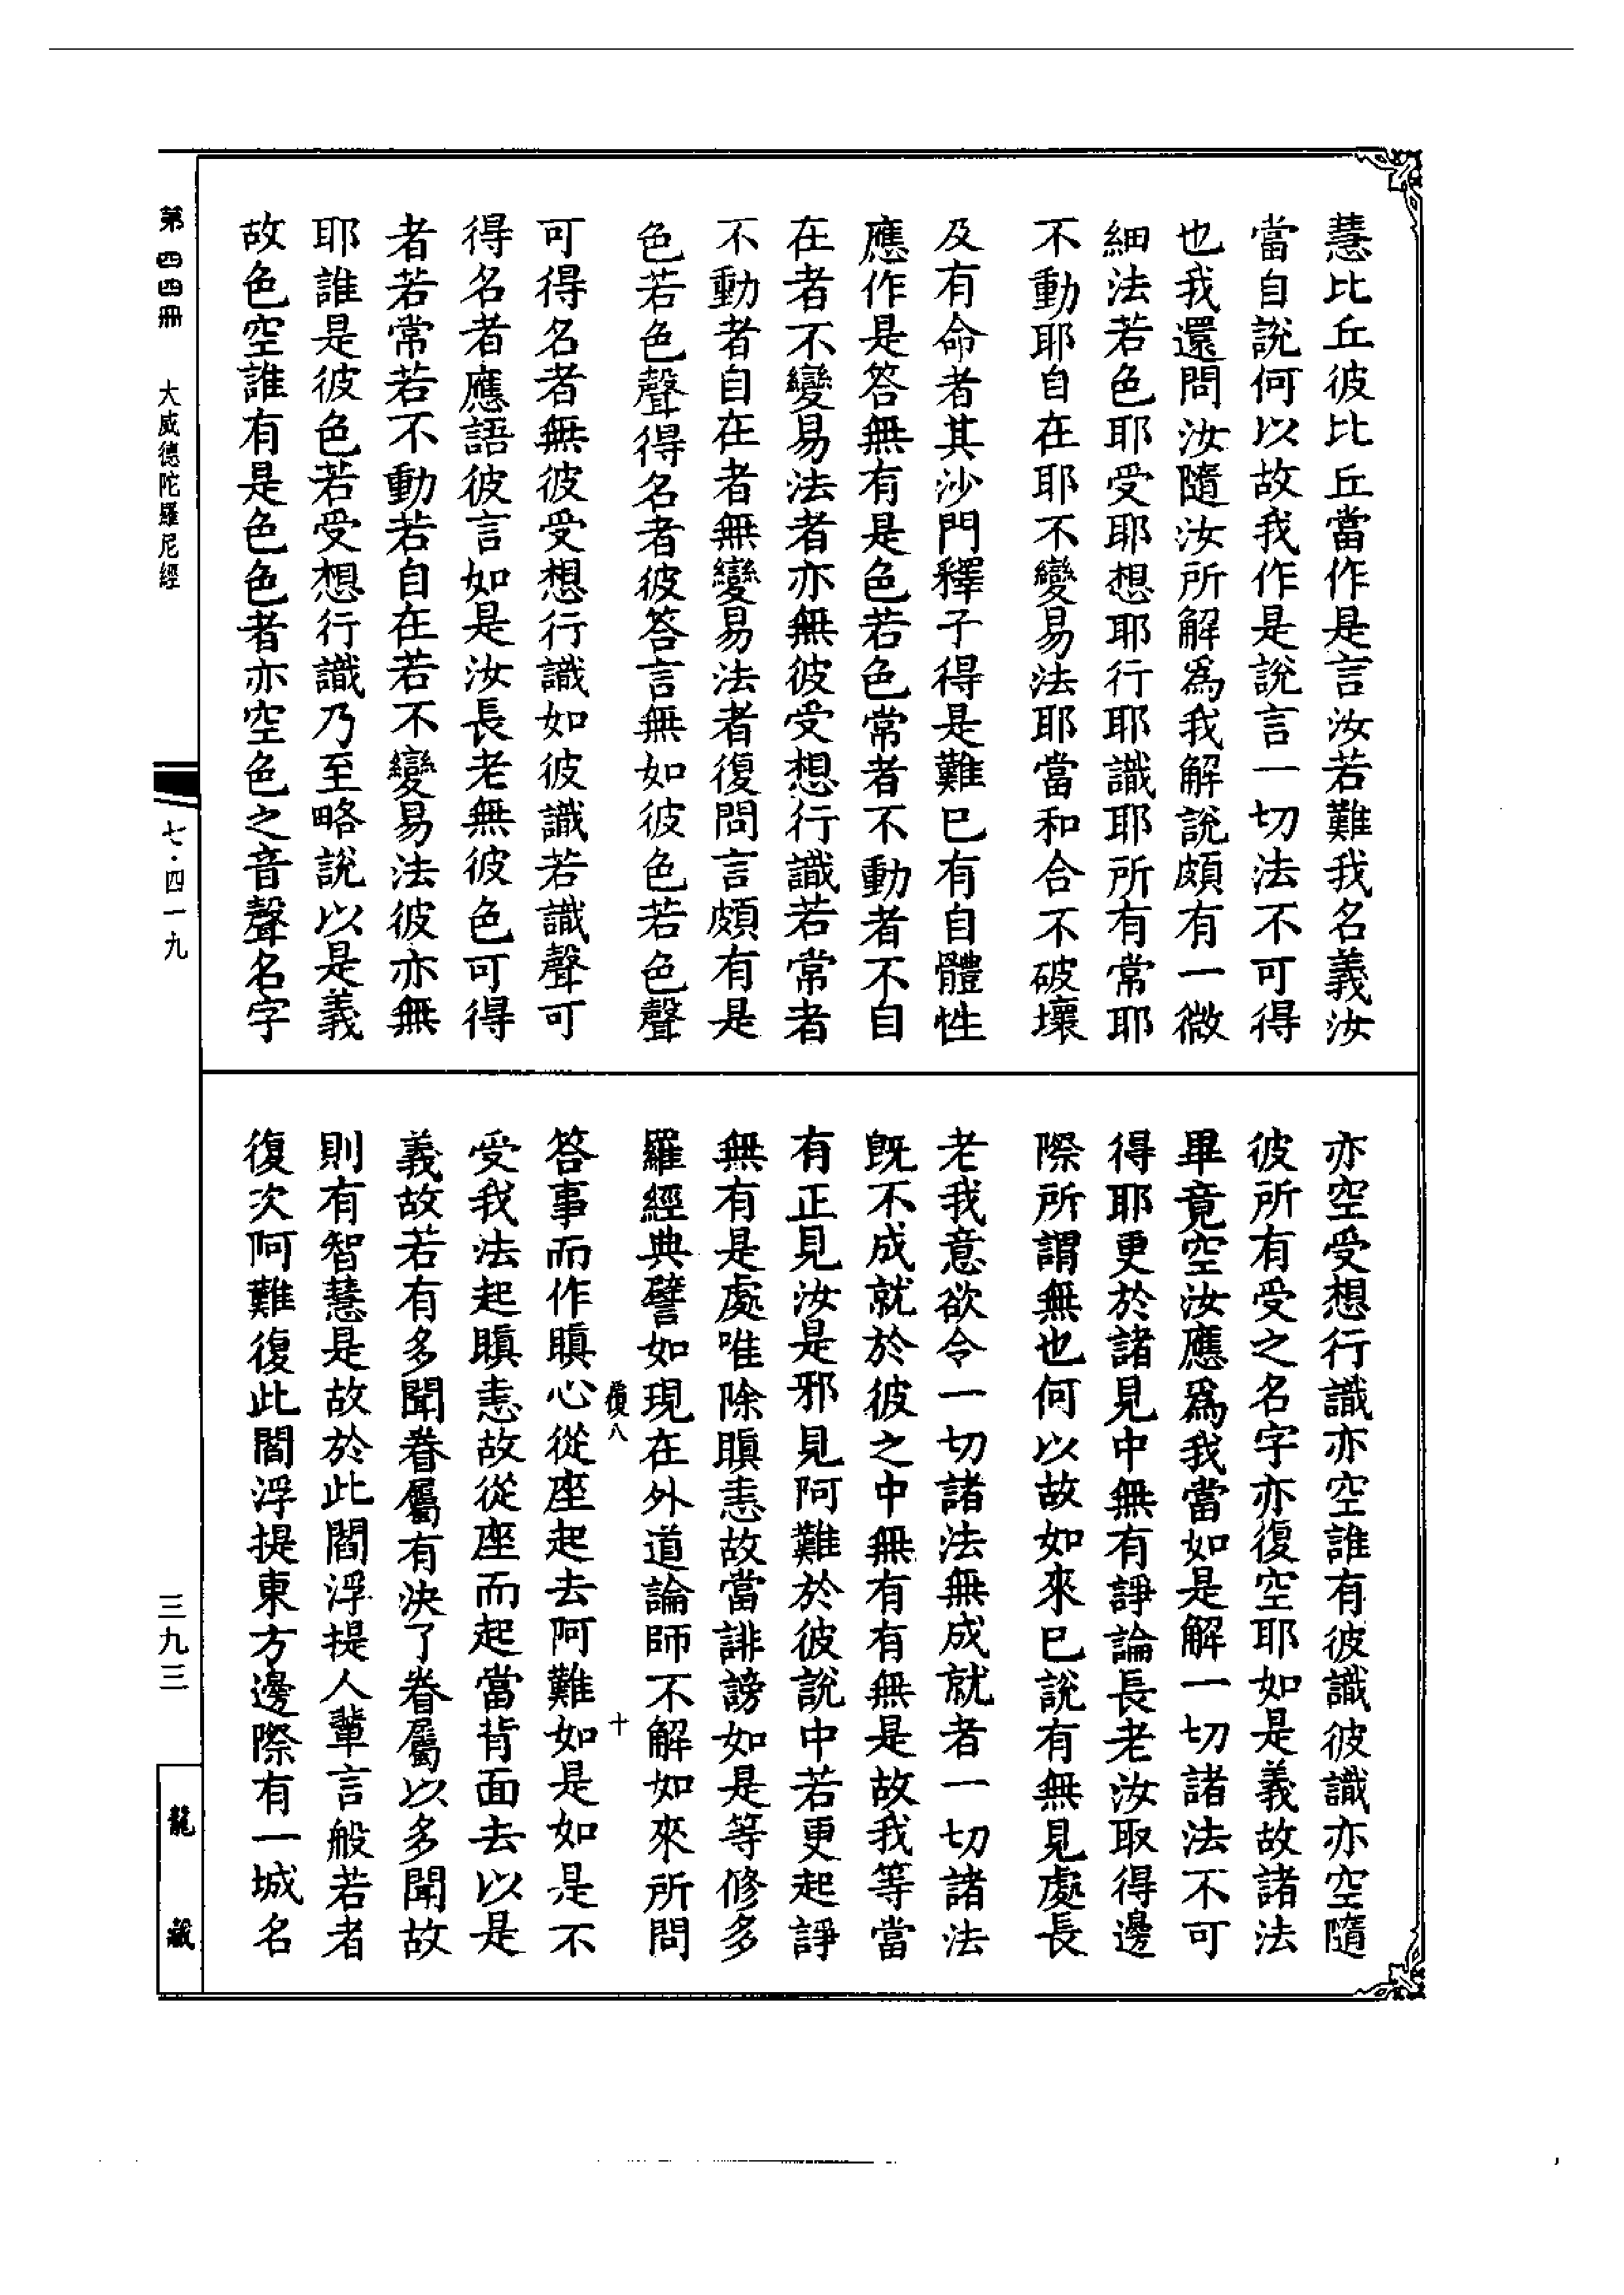 慧比丘彼比丘當作是言汝若難我名義汝
當自說何以故我作是說言一切法不可得
也我還問汝隨汝所解爲我解說頗有一微
細法若色耶受耶想耶行耶識耶所有常耶
不動耶自在耶不變易法耶當和合不破壞
及有命者其沙門釋子得是難已有自體性
應作是答無有是色若色常者不動者不自
在者不變易法者亦無彼受想行識若常者
不動者自在者無變易法者復問言頗有是
色若色聲得名者彼答言無如彼色若色聲
可得名者無彼受想行識如彼識若識聲可
得名者應語彼言如是汝長老無彼色可得
者若常若不動若自在若不變易法彼亦無
耶誰是彼色若受想行識乃至略說以是義
故色空誰有是色色者亦空色之音聲名字
亦空受想行識亦空誰有彼識彼識亦空隨
彼所有受之名字亦復空耶如是義故諸法
畢竟空汝應爲我當如是解一切諸法不可
得耶更於諸見中無有諍論長老汝取得邊
際所謂無也何以故如來已說有無見處長
老我意欲令一切諸法無成就者一切諸法
旣不成就於彼之中無有有無是故我等當
有正見汝是邪見阿難於彼說中若更起諍
無有是處唯除瞋恚故當誹謗如是等修多
羅經典譬如現在外道論師不解如來所問
復八 十
答事而作瞋心從座起去阿難如是如是不
受我法起瞋恚故從座而起當背面去以是
義故若有多聞眷屬有決了眷屬以多聞故
則有智慧是故於此閻浮提人輩言般若者
復次阿難復此閻浮提東方邊際有一城名
第四四冊 大威德陀羅尼經
七·四一九
三九三
龍藏